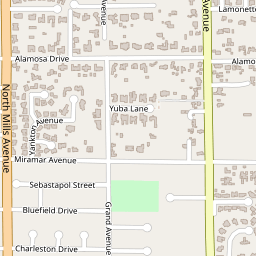 Avenue
Avenue
Lamonette
Alamosa Drive
Alamo
Yuba Lane
Avenue
Yankton
North Mills Avenue
Miramar Avenue
Sebastapol Street
Bluefield Drive
Grand Avenue
Charleston Drive